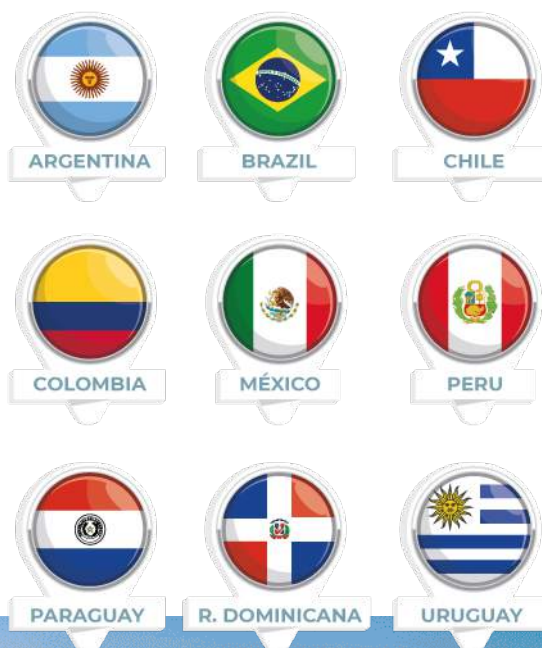 ARGENTINA
BRAZIL
CHILE
COLOMBIA
MÉXICO
PERU
PARAGUAY
R. DOMINICANA
URUGUAY